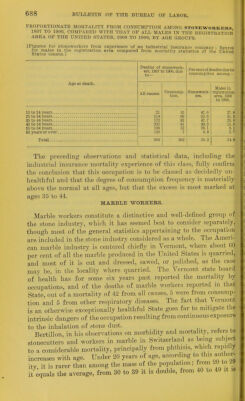 688 BULLETIN OF THE BUREAU OF LABOR.
PROPORTIONATE MORTALITY FROM CONSUMPTION AMONG STONEWORKERS,
1897 TO 1906, COMPARED WITH THAT OF ALL MALES IN THE REGISTRATION
AREA OF THE UNITED STATES, 1900 TO 1906, BY AGE GROUPS.
[Figures for stoneworkers from experience of an industrial insurance company; figures
for males in the registration area computed from mortality statistics of the United
States census.]
Age at death.
Deaths of stonework-
ers, 1897 to 1906, due
to—
Per cent of deaths due to
consumption among—
All causes.
Consump-
tion.
Stonework-
ers.
Males in
registration
area, 1900
to 1906.
15 to 24 years
25 to 34 years
35 to 44 years
45 to 54 years
55 to 64 years
65 years or over
Total
The preceding observations and statistical data, including the
industrial insurance mortality experience of this class, fully confirm
the conclusion that this occupation is to be classed as decidedly un-
healthful and that the degree of consumption frequency is materially
above the normal at all ages, but that the excess is most marked at
ages 35 to 44.
MARBLE WORKERS.
Marble workers constitute a distinctive and well-defined group of
the stone industry, which it has seemed best to consider separately,
though most of the general statistics appertaining to the occupation
are included in the stone industry considered as a whole. The Ameri-
can marble industry is centered chiefly in Vermont, where about 60
per cent of all the marble produced in the United States is quarried,
and most of it is cut and dressed, sawed, or polished, as the case
may be, in the locality where quarried. The Vermont state board
of health has for some six years past reported the mortality by
occupations, and of the deaths of marble workers reported in that
State, out of a mortality of 42 from all causes, 5 were from consump-
tion and 5 from other respiratory diseases. The fact that Vermont
is an otherwise exceptionally healthful State goes far to mitigate the
intrinsic dangers of the occupation resulting from continuous exposure
to the inhalation of stone dust.
Bertillon, in his observations on morbidity and mortality, refers to
stonecutters and workers in marble in Switzerland as being subject
to a considerable mortality, principally from phthisis, which rapidly
increases with age. Under 20 years of age, according to this author-
ity, it is rarer than among the mass of the population; from 20 to 29
it equals the average, from 30 to 39 it is double, from 40 to 49 it is